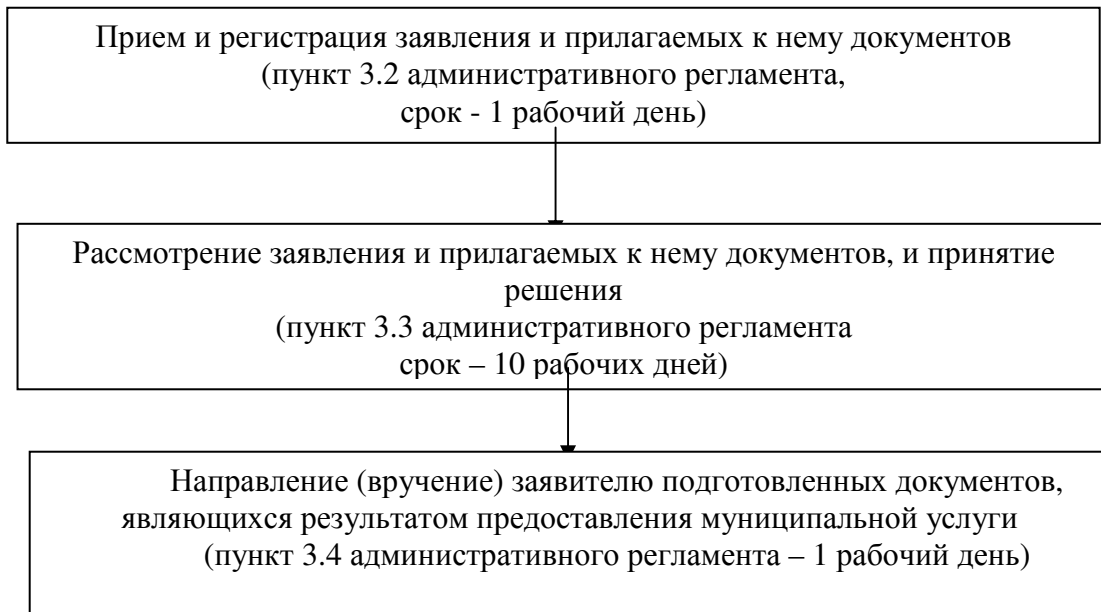 Прием и регистрация заявления и прилагаемых к нему документов
(пункт 3.2 административного регламента,
срок - 1 рабочий день)
Рассмотрение заявления и прилагаемых к нему документов, и принятие
решения
(пункт 3.3 административного регламента
срок – 10 рабочих дней)
Направление (вручение) заявителю подготовленных документов,
являющихся результатом предоставления муниципальной услуги
(пункт 3.4 административного регламента – 1 рабочий день)